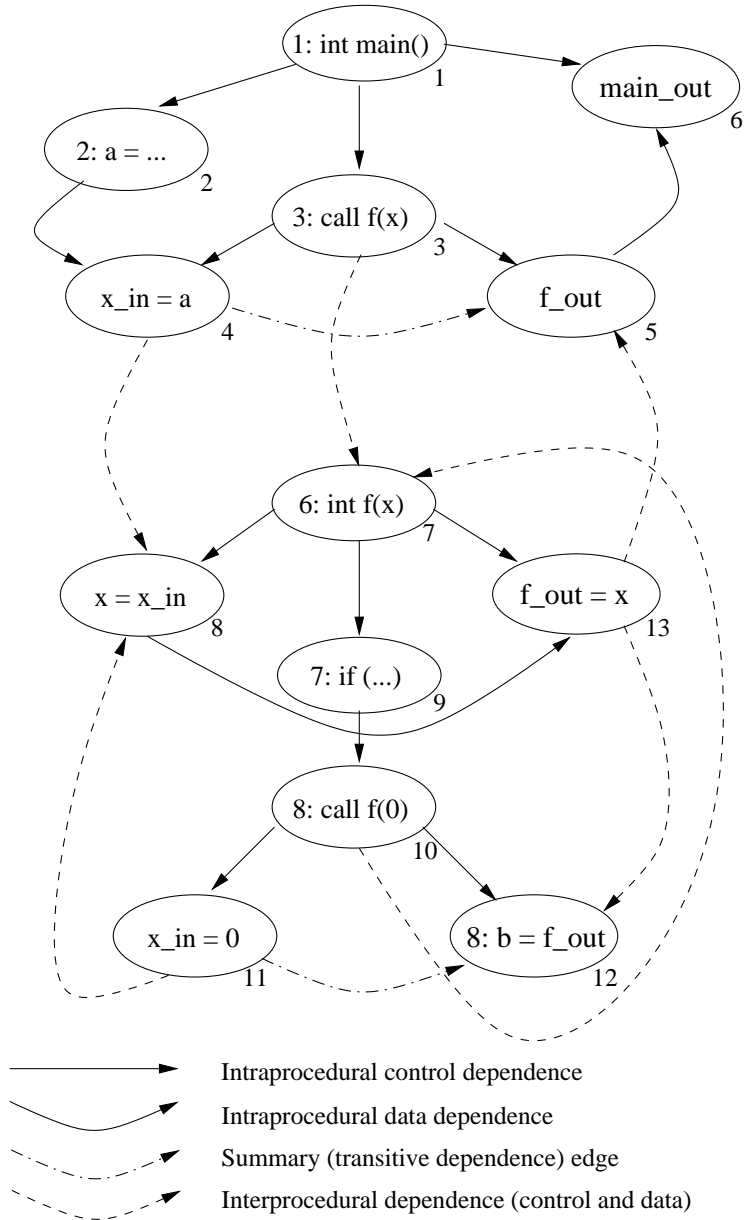 1: int main()
1
main_out
6
2: a = ...
2
3: call f(x)
3
x_in = a
4
f_out
5
6: int f(x)
7
x = x_in
8
f_out = x
13
7: if (...)
9
8: call f(0)
10
x_in = 0
11
8: b = f_out
12
Intraprocedural control dependence
Intraprocedural data dependence
Summary (transitive dependence) edge
Interprocedural dependence (control and data)